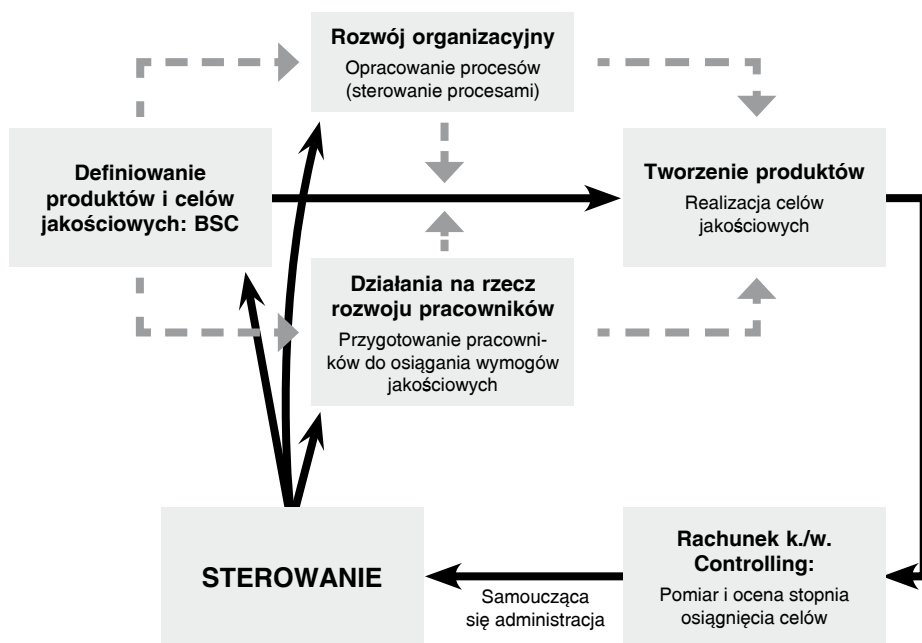 Rozwój organizacyjny
Opracowanie procesów
(sterowanie procesami)
Definiowanie
produktów i celów
jakościowych: BSC
Tworzenie produktów
Realizacja celów
jakościowych
Działania na rzecz
rozwoju pracowników
Przygotowanie pracowni-
ków do osiągania wymogów
jakościowych
STEROWANIE
Samoucząca
się administracja
Rachunek k./w.
Controlling:
Pomiar i ocena stopnia
osiągnięcia celów